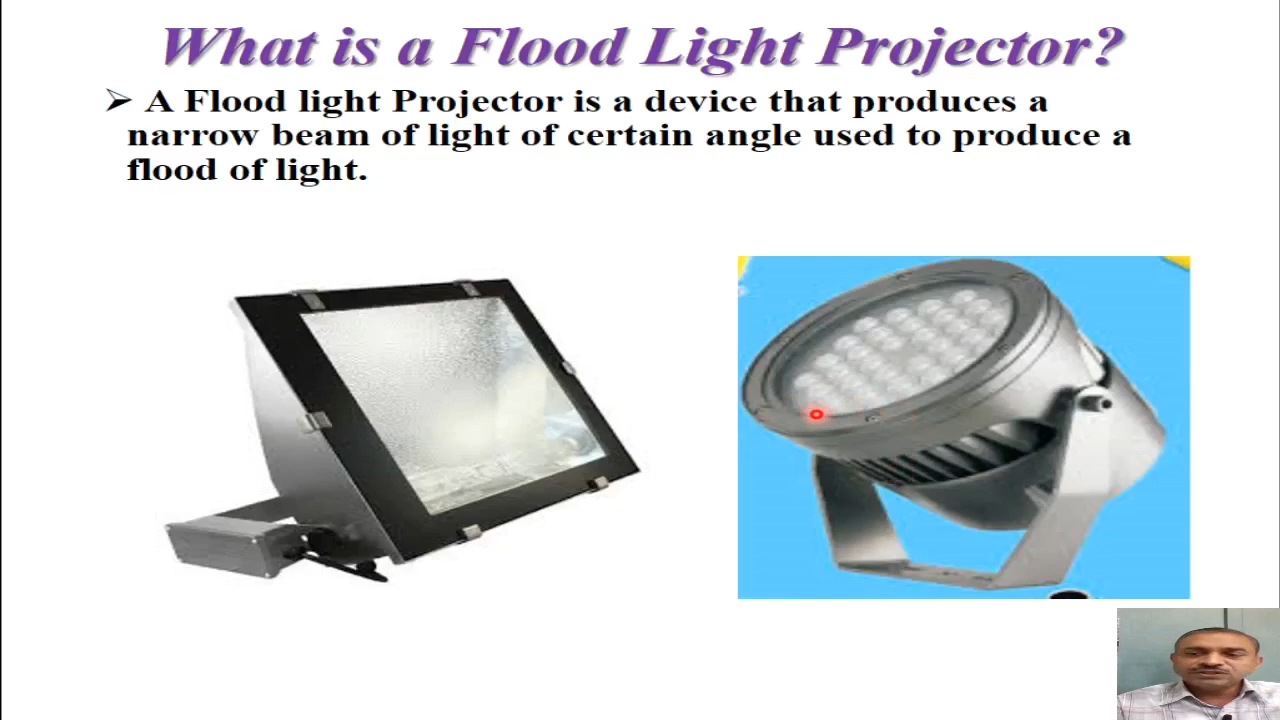 What is a Flood Light Projector?
➢ A Flood light Projector is a device that produces a
narrow beam of light of certain angle used to produce a
flood of light.